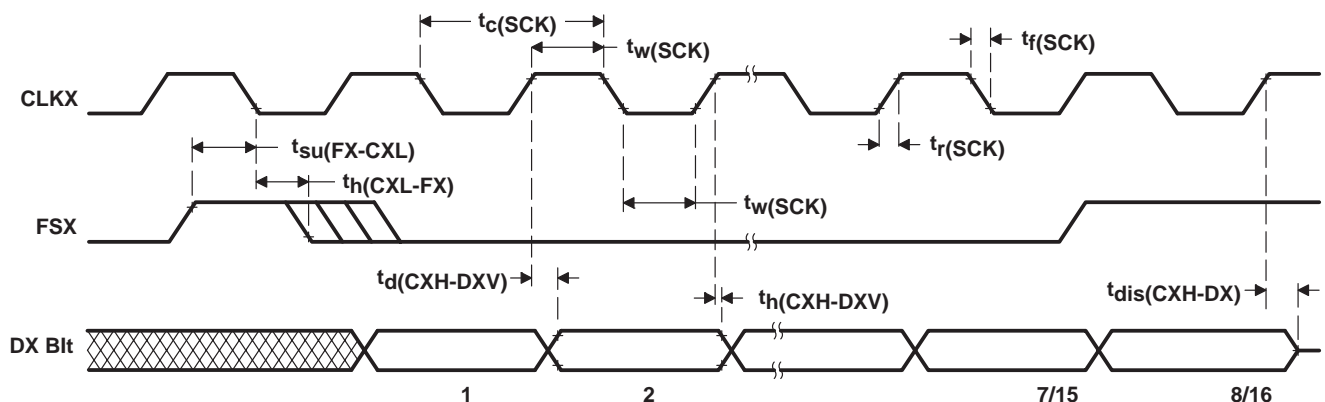 tc(SCK)
tw(SCK)
tf(SCK)
CLKX
tsu(FX-CXL)
tr(SCK)
th(CXL-FX)
tw(SCK)
FSX
td(CXH-DXV)
th(CXH-DXV)
tdis(CXH-DX)
DX BIt
1
2
7/15
8/16